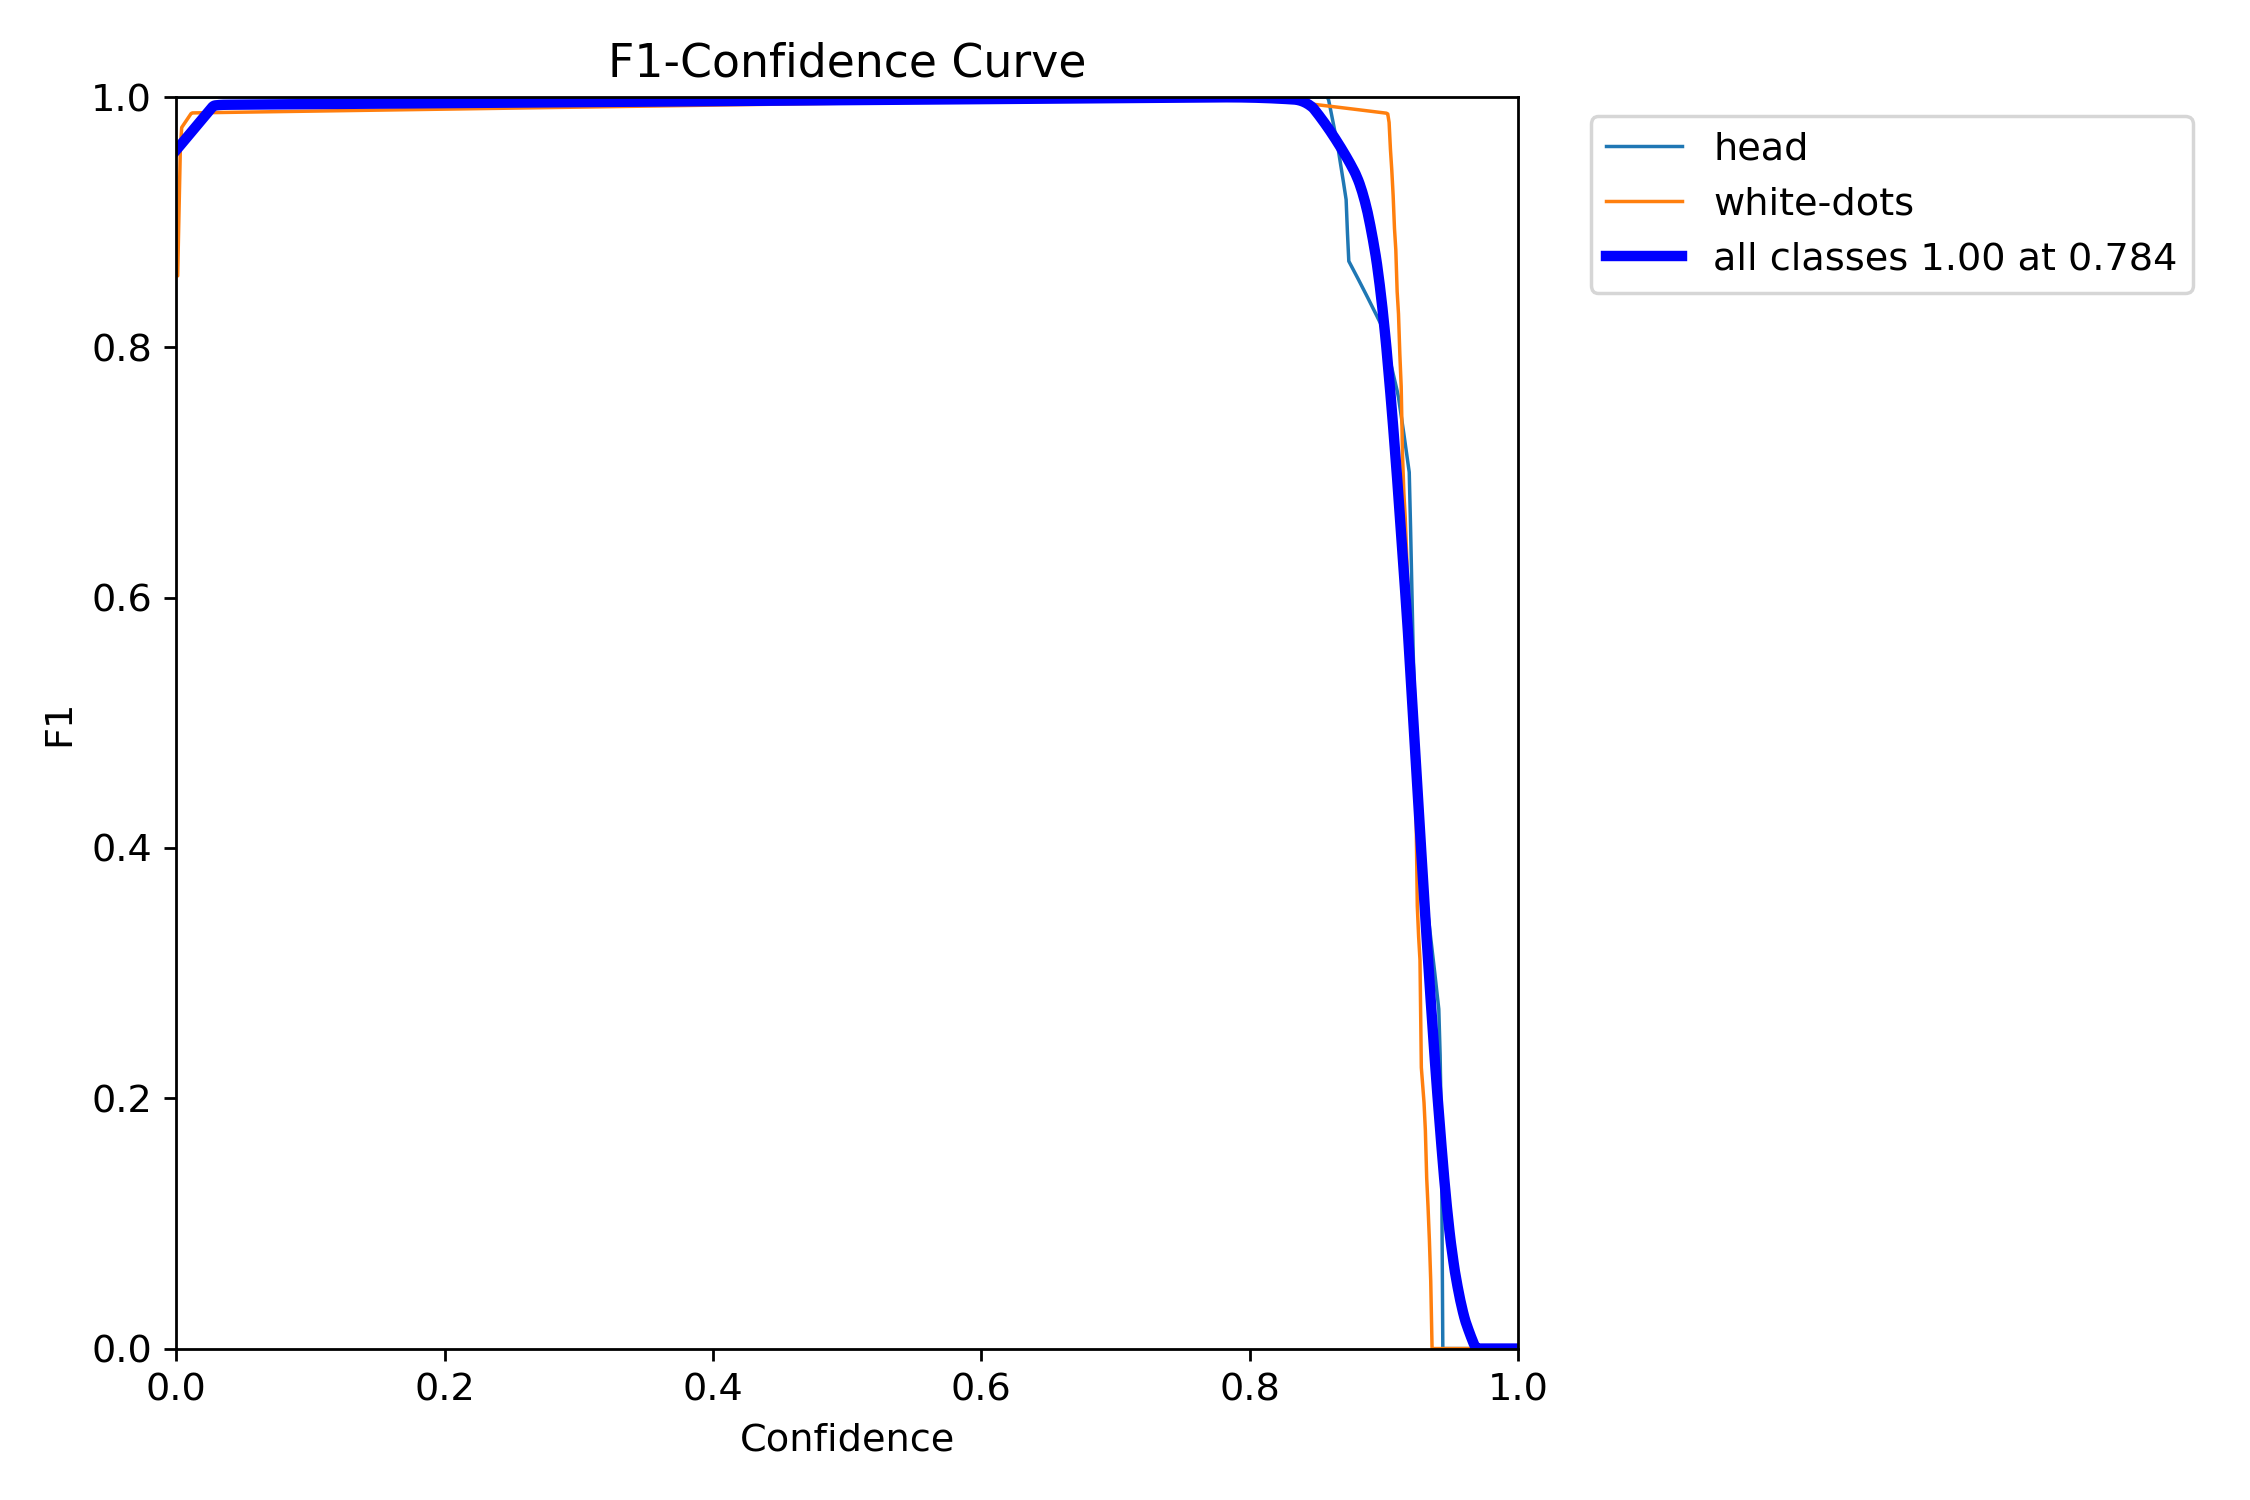 F1-Confidence Curve
1.0
0.8
0.6
0.4
0.2
0.0
F1
0.0 0.2 0.4 0.6 0.8 1.0
Confidence
head
white-dots
all classes 1.00 at 0.784